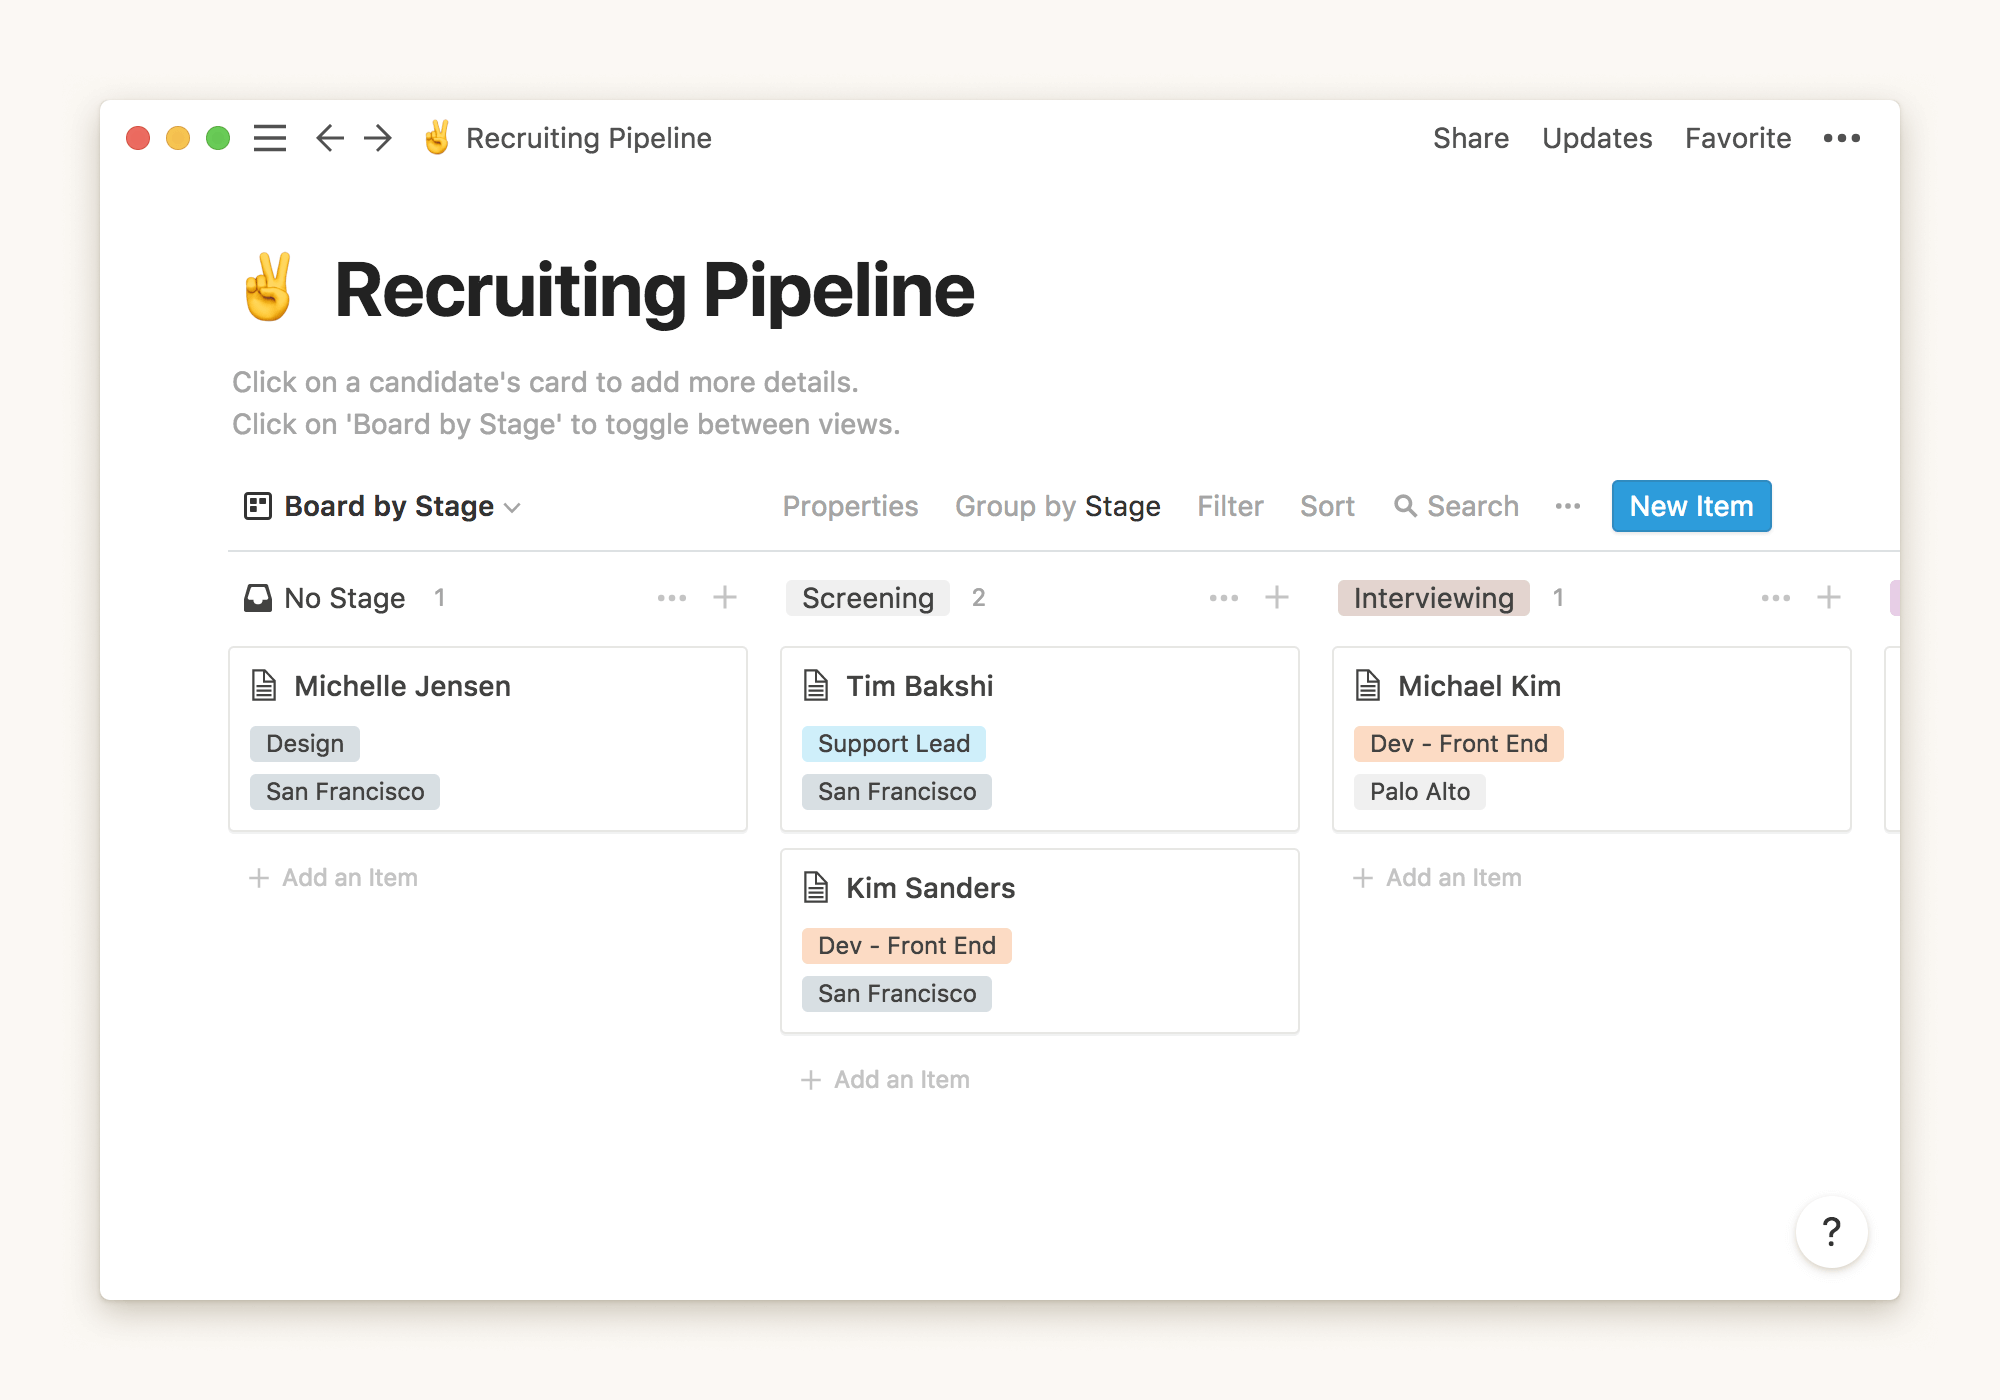 ✌️ Recruiting Pipeline
Share Updates Favorite •••
✌️ Recruiting Pipeline
Click on a candidate's card to add more details.
Click on 'Board by Stage' to toggle between views.
Board by Stage Properties Group by Stage Filter Sort Search ••• New Item
No Stage 1 ••• +
Michelle Jensen
Design
San Francisco
+ Add an Item
Screening 2 ••• +
Tim Bakshi
Support Lead
San Francisco
Kim Sanders
Dev - Front End
San Francisco
+ Add an Item
Interviewing 1 ••• +
Michael Kim
Dev - Front End
Palo Alto
+ Add an Item
?